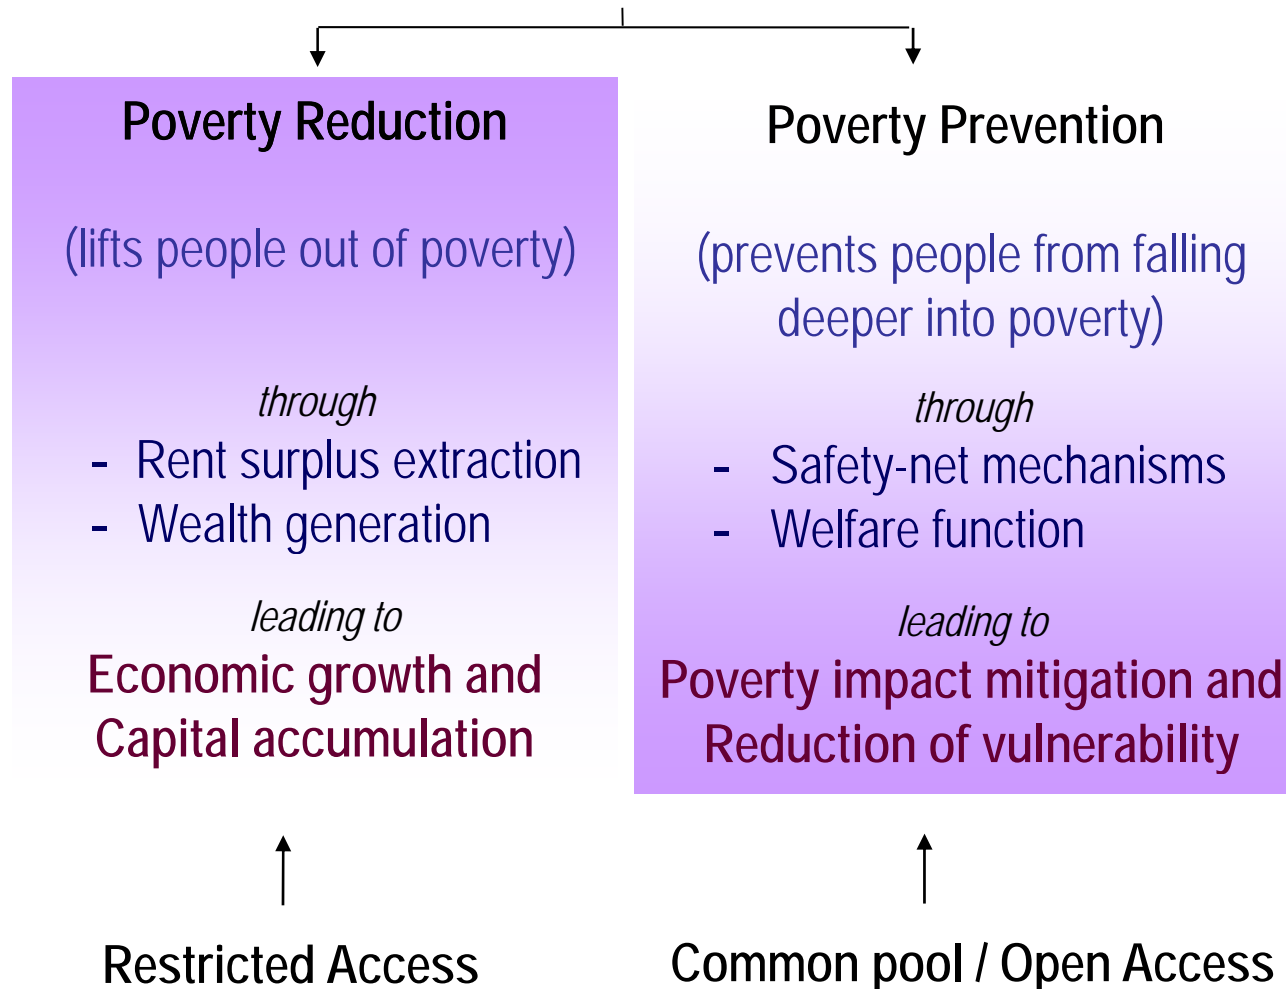 Poverty Reduction
(lifts people out of poverty)
through
- Rent surplus extraction
- Wealth generation
leading to
Economic growth and
Capital accumulation
Restricted Access
Poverty Prevention
(prevents people from falling
deeper into poverty)
through
- Safety-net mechanisms
- Welfare function
leading to
Poverty impact mitigation and
Reduction of vulnerability
Common pool / Open Access